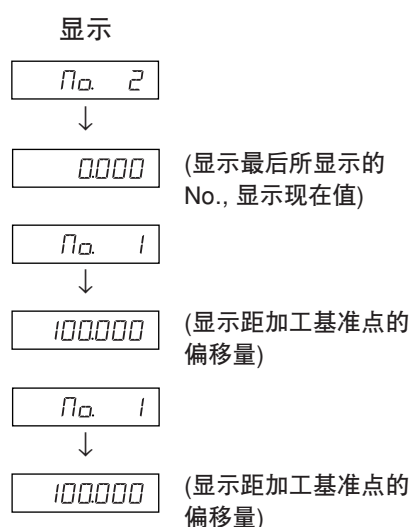 显示
No. 2
↓
0.000
(显示最后所显示的
No., 显示现在值)
No. 1
↓
100.000
(显示距加工基准点的
偏移量)
No. 1
↓
100.000
(显示距加工基准点的
偏移量)